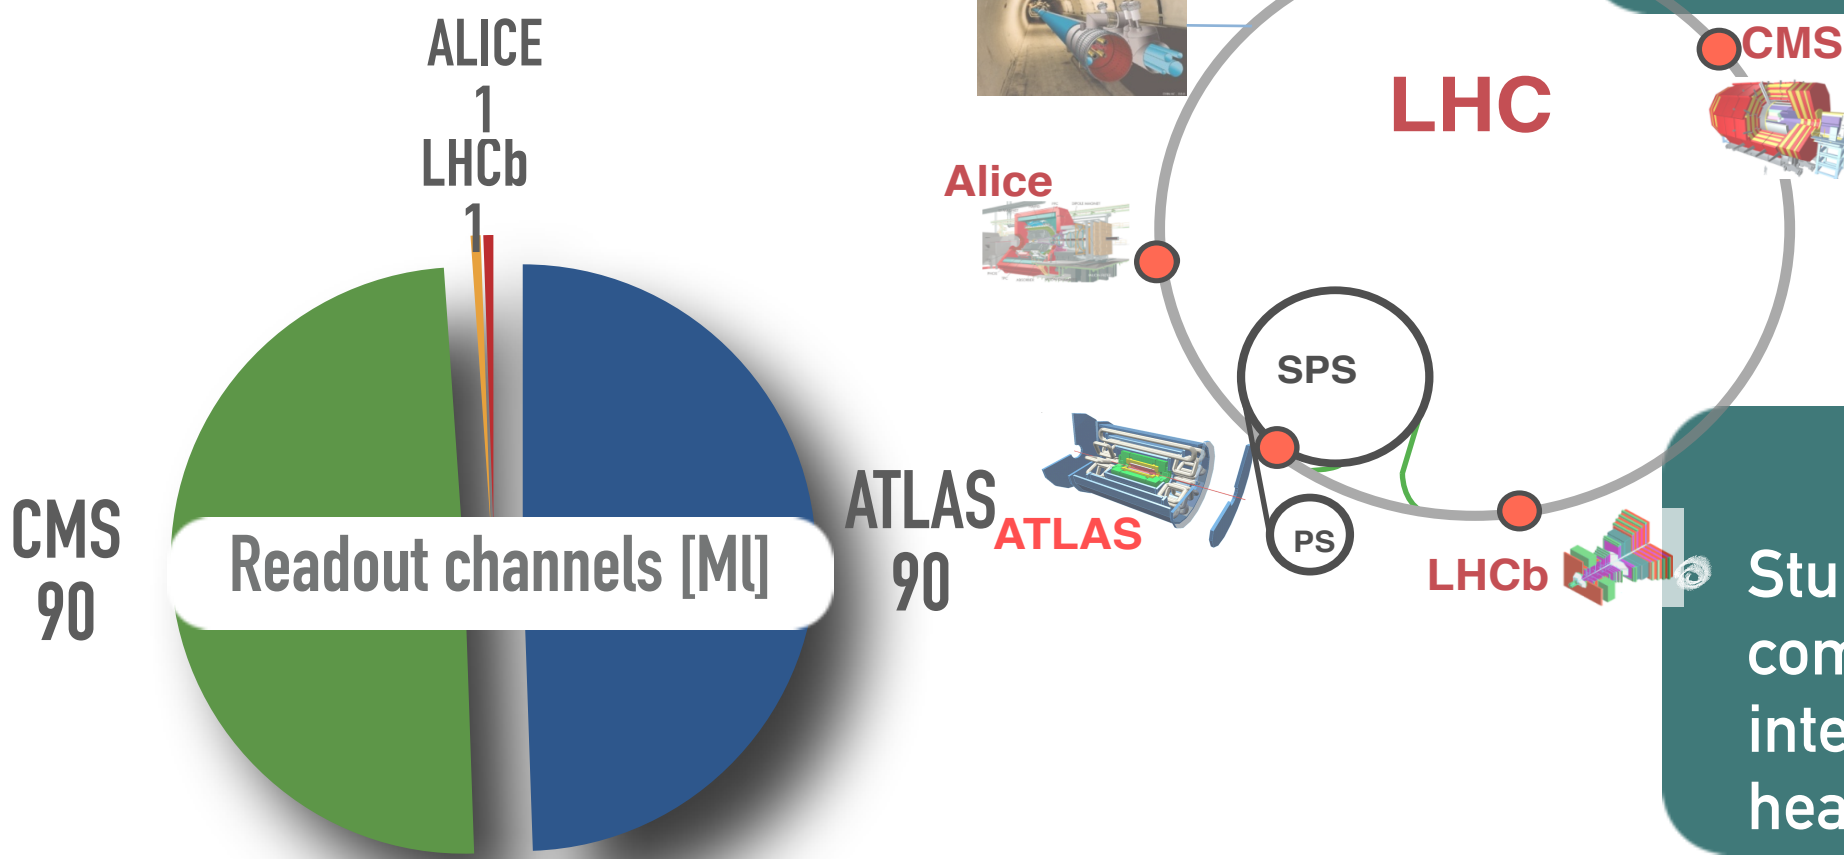 ALICE
1
LHCb
1
CMS
90
Readout channels [Ml]
ATLAS
90
CMS
LHC
Alice
SPS
ATLAS
PS
LHCb
Stu
com
inte
hea